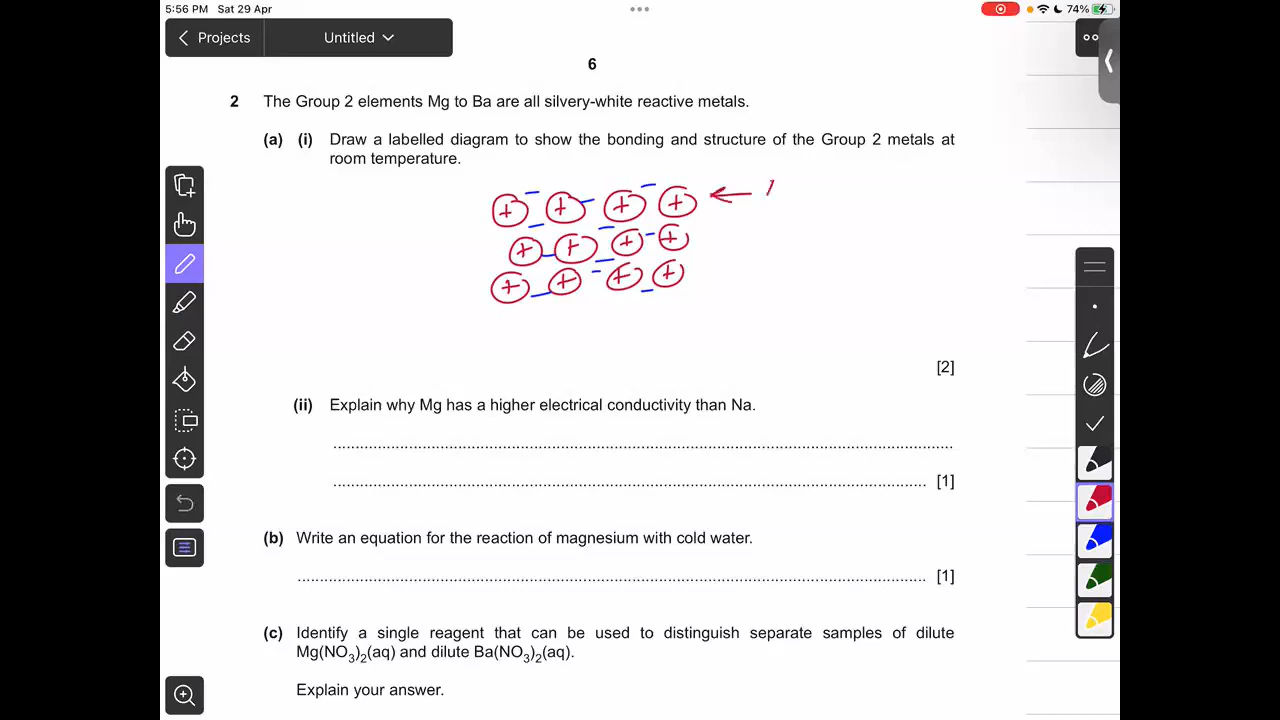 5:56 PM Sat 29 Apr
74%
Projects
Untitled
6
2 The Group 2 elements Mg to Ba are all silvery-white reactive metals.
(a) (i) Draw a labelled diagram to show the bonding and structure of the Group 2 metals at
room temperature.
+ + + +
+ + + +
+ + + +
[2]
(ii) Explain why Mg has a higher electrical conductivity than Na.
[1]
(b) Write an equation for the reaction of magnesium with cold water.
[1]
(c) Identify a single reagent that can be used to distinguish separate samples of dilute
Mg(NO₃)₂(aq) and dilute Ba(NO₃)₂(aq).
Explain your answer.